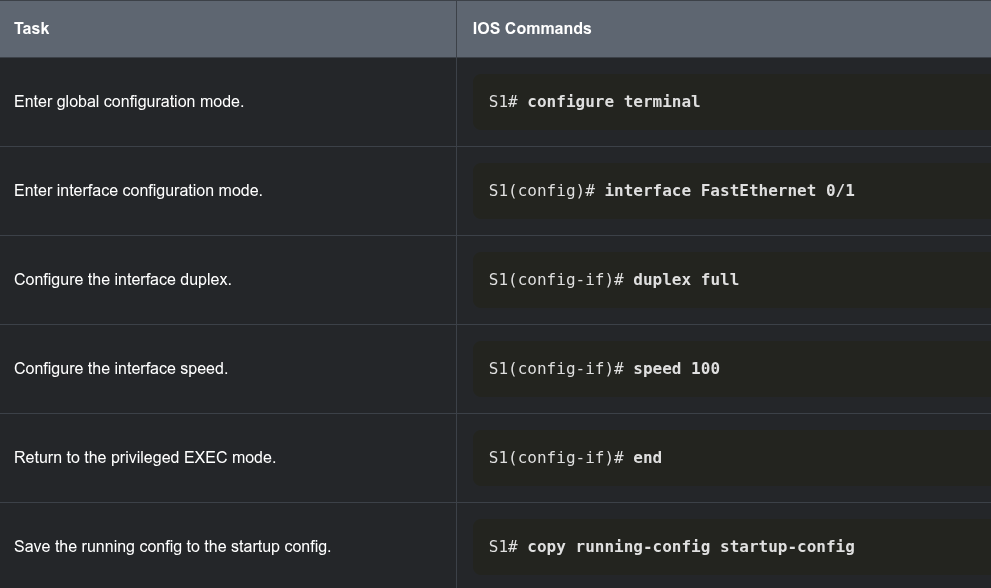 Task
IOS Commands
Enter global configuration mode.
S1# configure terminal
Enter interface configuration mode.
S1(config)# interface FastEthernet 0/1
Configure the interface duplex.
S1(config-if)# duplex full
Configure the interface speed.
S1(config-if)# speed 100
Return to the privileged EXEC mode.
S1(config-if)# end
Save the running config to the startup config.
S1# copy running-config startup-config